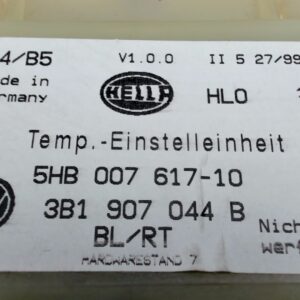 4/B5 V1.0.0 II 5 27/99
de in
ermany HELLA HLO
Temp.-Einstelleinheit
5HB 007 617-10
3B1 907 044 B
BL/RT Nich
HARDWARESTAND 7 werf